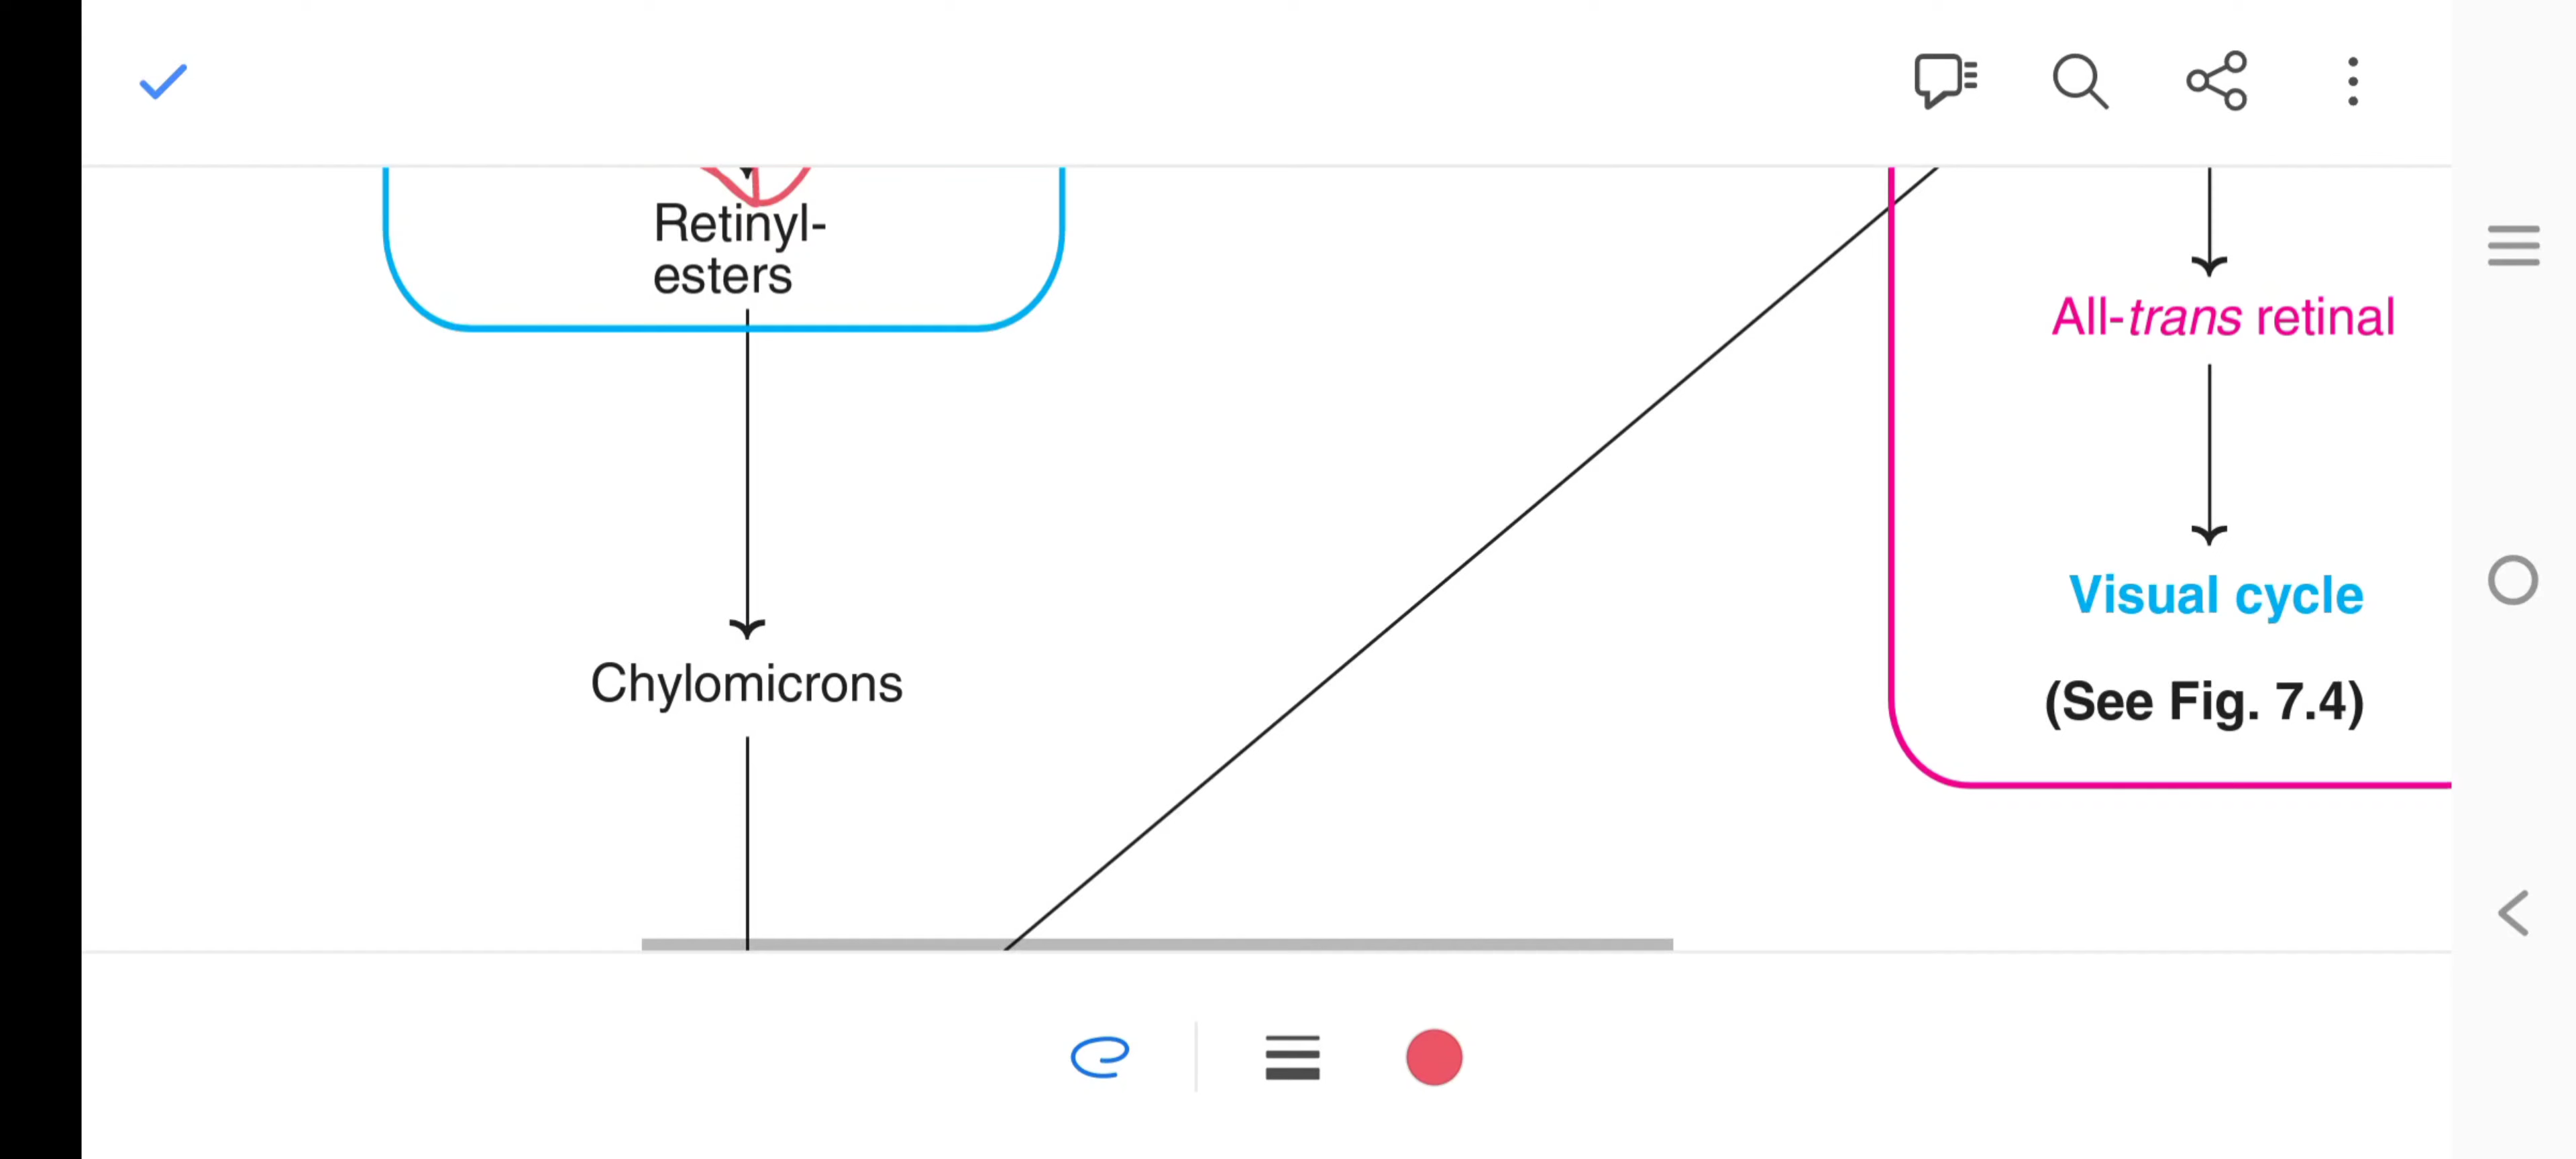 Retinyl-
esters
Chylomicrons
All-trans retinal
Visual cycle
(See Fig. 7.4)